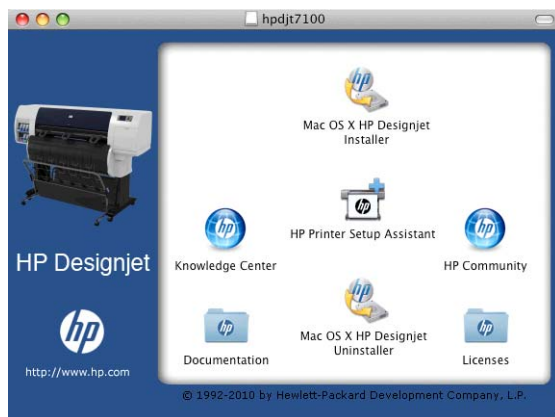 hpdjt7100
Mac OS X HP Designjet
Installer
HP Printer Setup Assistant
Knowledge Center
HP Community
Mac OS X HP Designjet
Uninstaller
Documentation
Licenses
HP Designjet
hp
http://www.hp.com
© 1992-2010 by Hewlett-Packard Development Company, L.P.